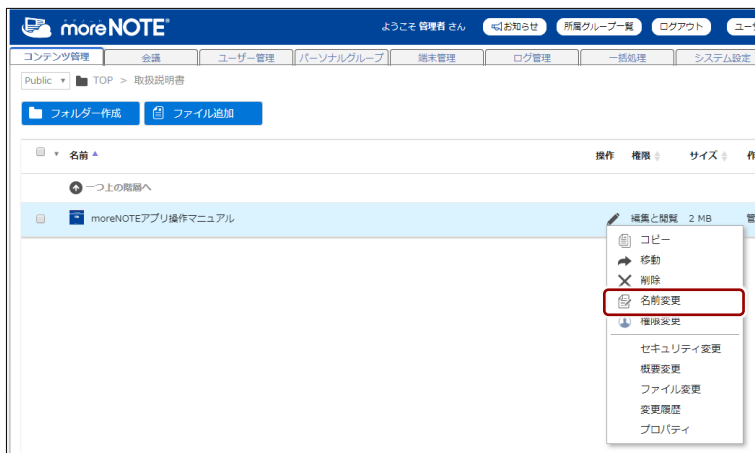 モアノート
moreNOTE®
ようこそ 管理者 さん お知らせ 所属グループ一覧 ログアウト ユー
コンテンツ管理 会議 ユーザー管理 パーソナルグループ 端末管理 ログ管理 一括処理 システム設定
Public ▼ TOP > 取扱説明書
フォルダー作成 ファイル追加
名前 操作 権限 サイズ 作
一つ上の階層へ
moreNOTEアプリ操作マニュアル 編集と閲覧 2 MB 管
コピー
移動
削除
名前変更
権限変更
セキュリティ変更
概要変更
ファイル変更
変更履歴
プロパティ